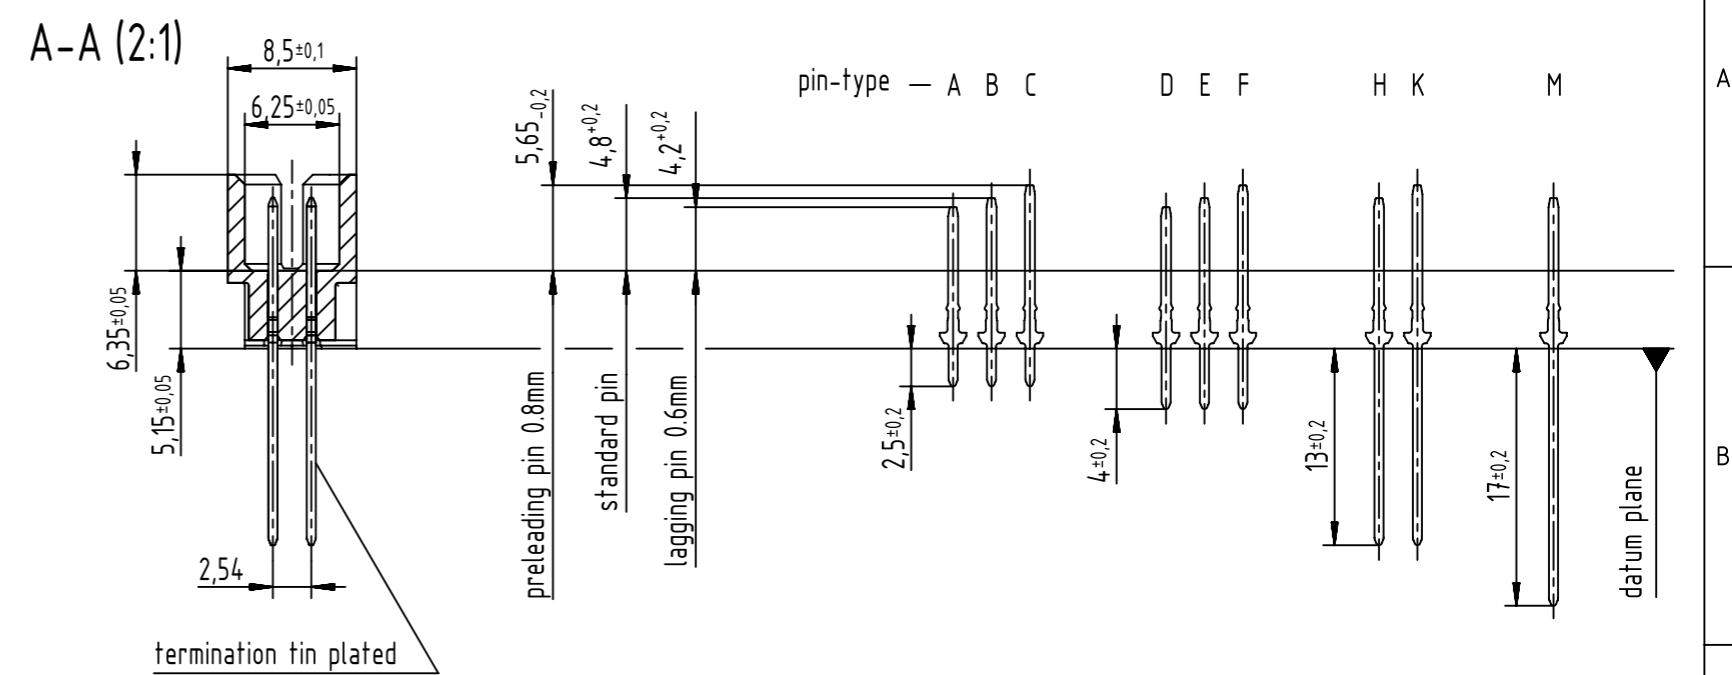 A-A (2:1)
8,5±0,1
6,25±0,05
6,35±0,05
5,15±0,05
2,54
termination tin plated
5,65-0,2
4,8+0,2
4,2+0,2
preleading pin 0.8mm
standard pin
lagging pin 0.6mm
pin-type — A B C D E F H K M
2,5±0,2
4±0,2
13±0,2
17±0,2
datum plane
A
B